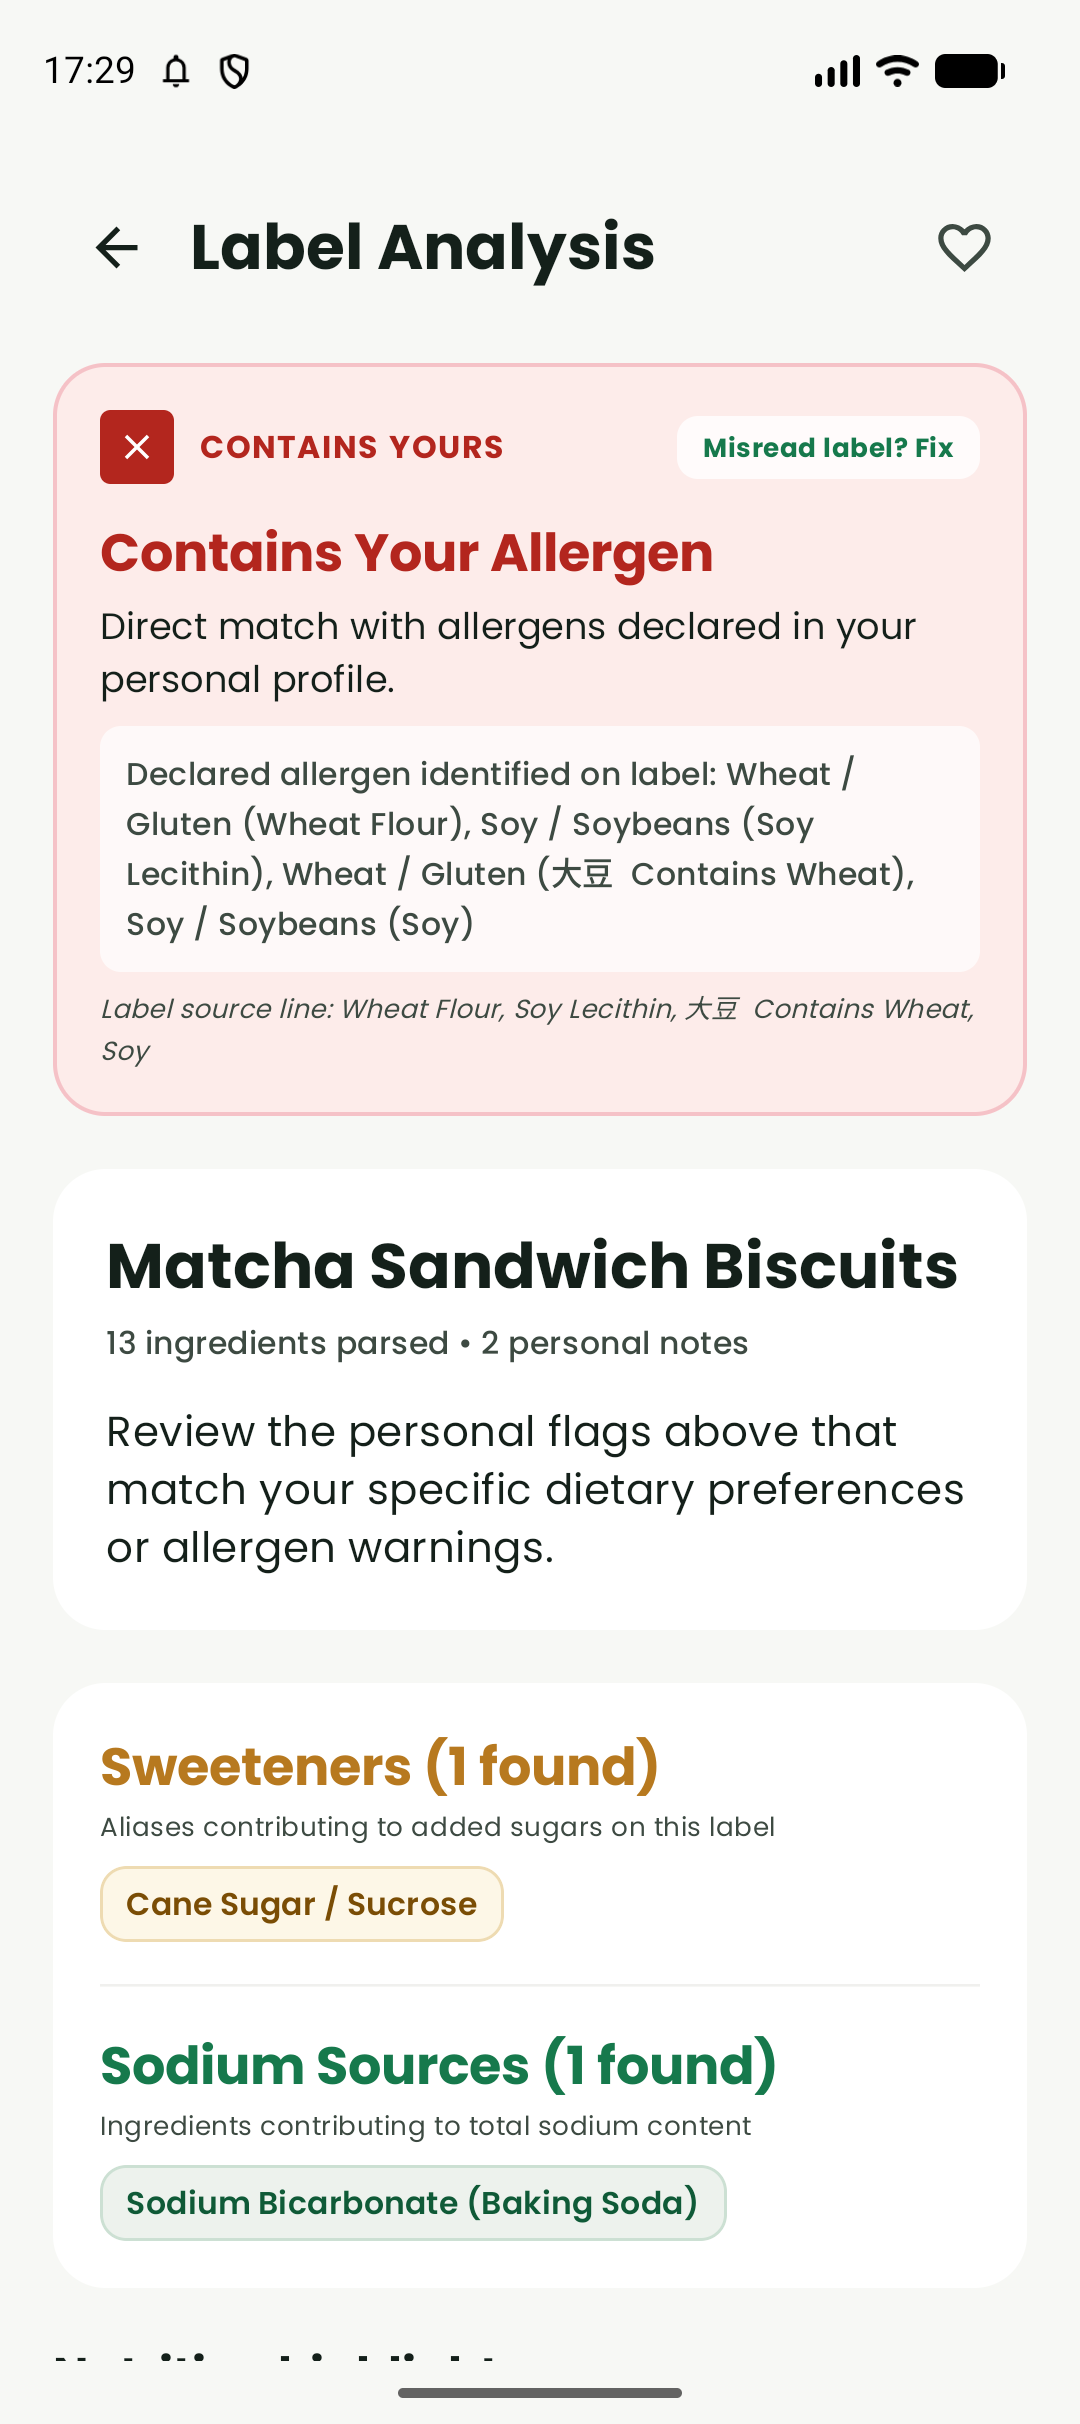 17:29
Label Analysis
CONTAINS YOURS
Misread label? Fix
Contains Your Allergen
Direct match with allergens declared in your
personal profile.
Declared allergen identified on label: Wheat /
Gluten (Wheat Flour), Soy / Soybeans (Soy
Lecithin), Wheat / Gluten (大豆 Contains Wheat),
Soy / Soybeans (Soy)
Label source line: Wheat Flour, Soy Lecithin, 大豆 Contains Wheat,
Soy
Matcha Sandwich Biscuits
13 ingredients parsed • 2 personal notes
Review the personal flags above that
match your specific dietary preferences
or allergen warnings.
Sweeteners (1 found)
Aliases contributing to added sugars on this label
Cane Sugar / Sucrose
Sodium Sources (1 found)
Ingredients contributing to total sodium content
Sodium Bicarbonate (Baking Soda)